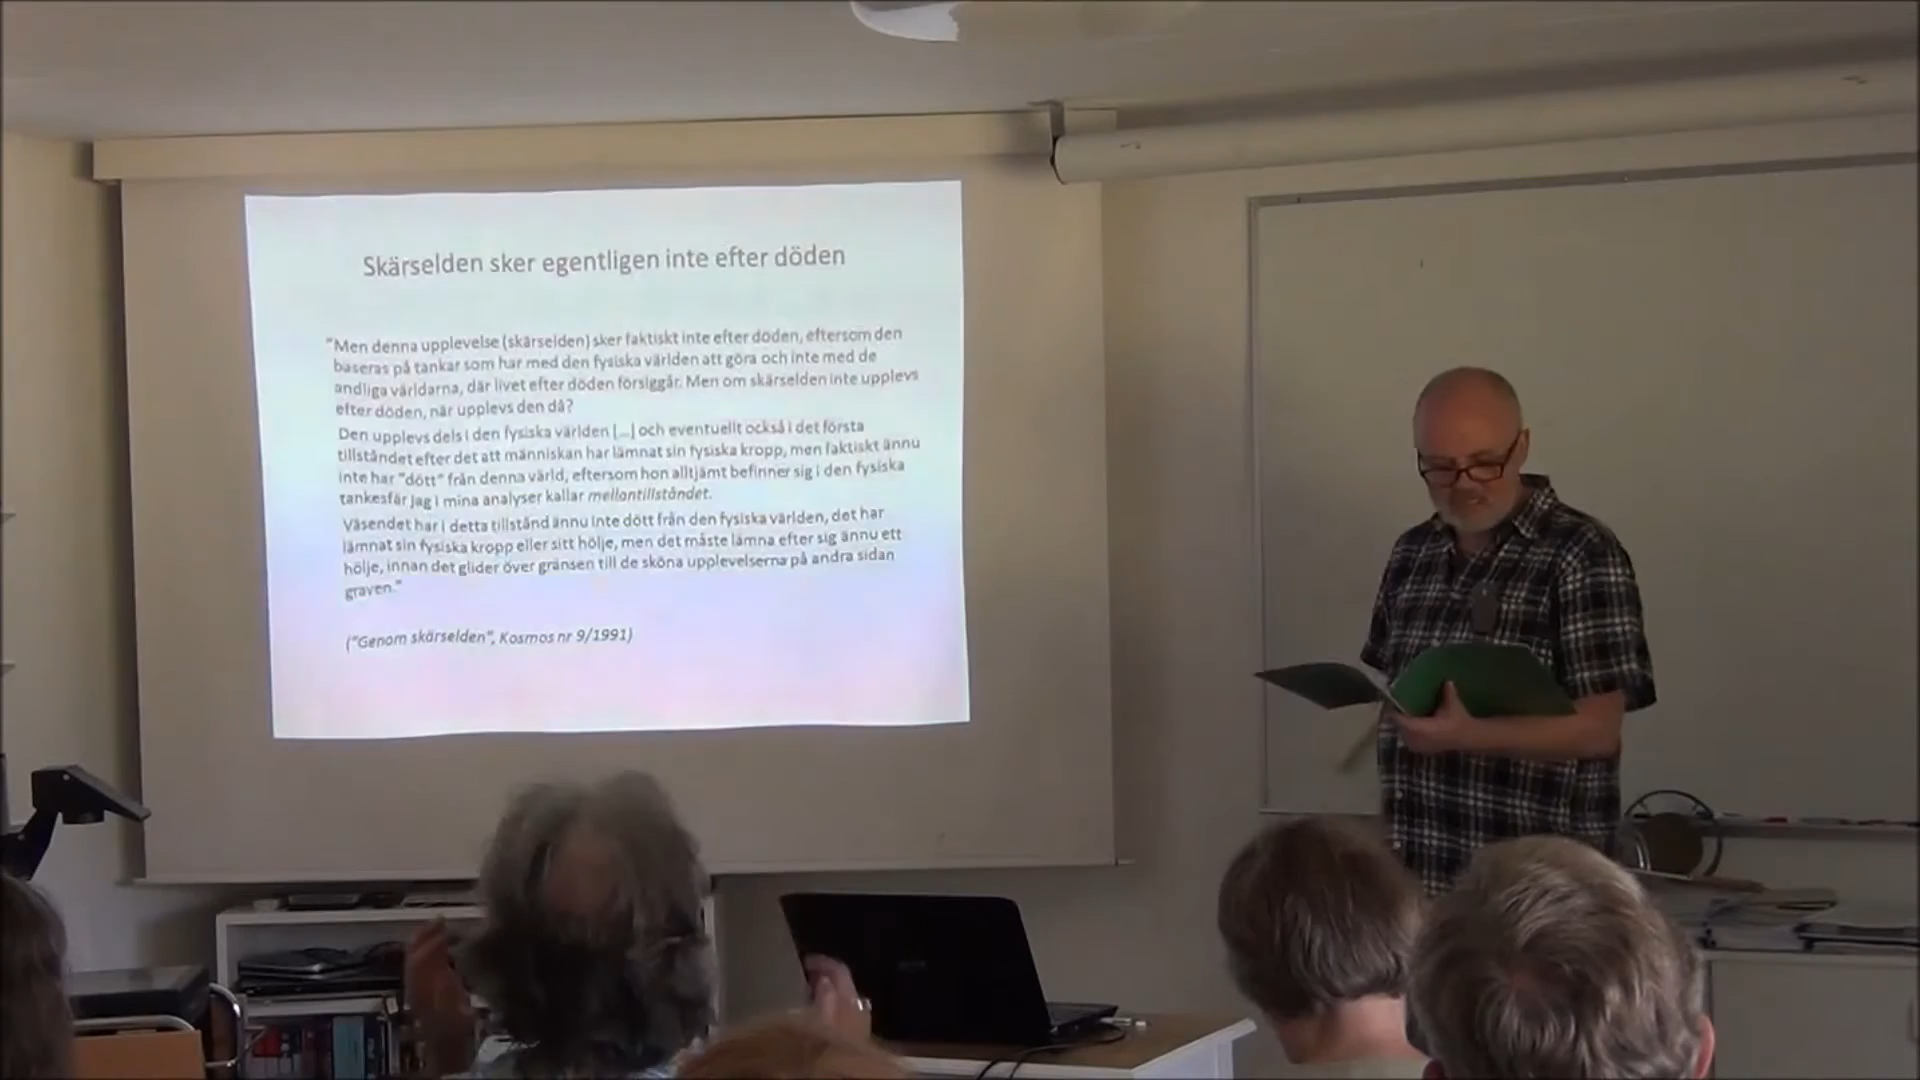 Skärselden sker egentligen inte efter döden
"Men denna upplevelse (skärselden) sker faktiskt inte efter döden, eftersom den
baseras på tankar som har med den fysiska världen att göra och inte med de
andliga världarna, där livet efter döden försiggår. Men om skärselden inte upplevs
efter döden, när upplevs den då?
Den upplevs dels i den fysiska världen [...] och eventuellt också i det första
tillståndet efter det att människan har lämnat sin fysiska kropp, men faktiskt ännu
inte har "dött" från denna värld, eftersom hon alltjämt befinner sig i den fysiska
tankesfär jag i mina analyser kallar mellantillståndet.
Väsendet har i detta tillstånd ännu inte dött från den fysiska världen, det har
lämnat sin fysiska kropp eller sitt hölje, men det måste lämna efter sig ännu ett
hölje, innan det glider över gränsen till de sköna upplevelserna på andra sidan
graven."
("Genom skärselden", Kosmos nr 9/1991)